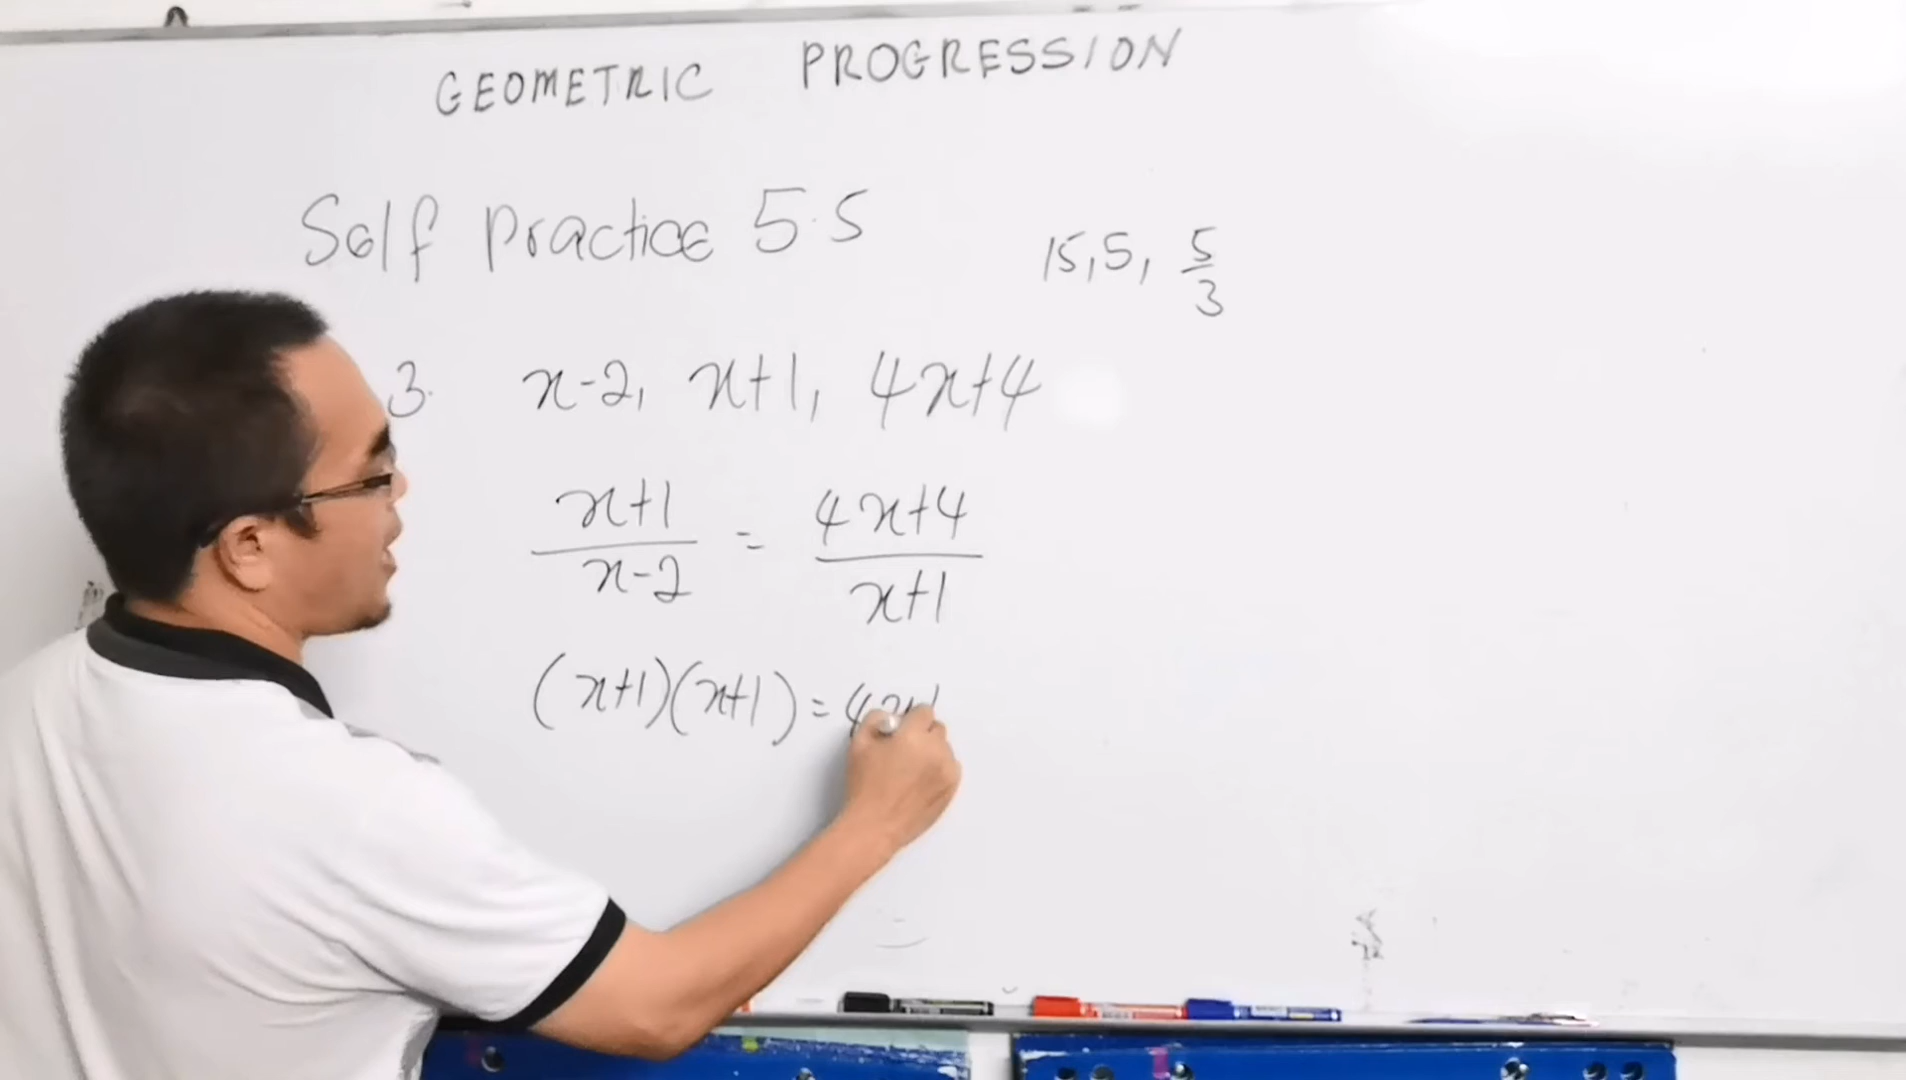 GEOMETRIC PROGRESSION
Self Practice 5.5
15, 5, 5/3
3. x-2, x+1, 4x+4
x+1/x-2 = 4x+4/x+1
(x+1)(x+1) = (4x+